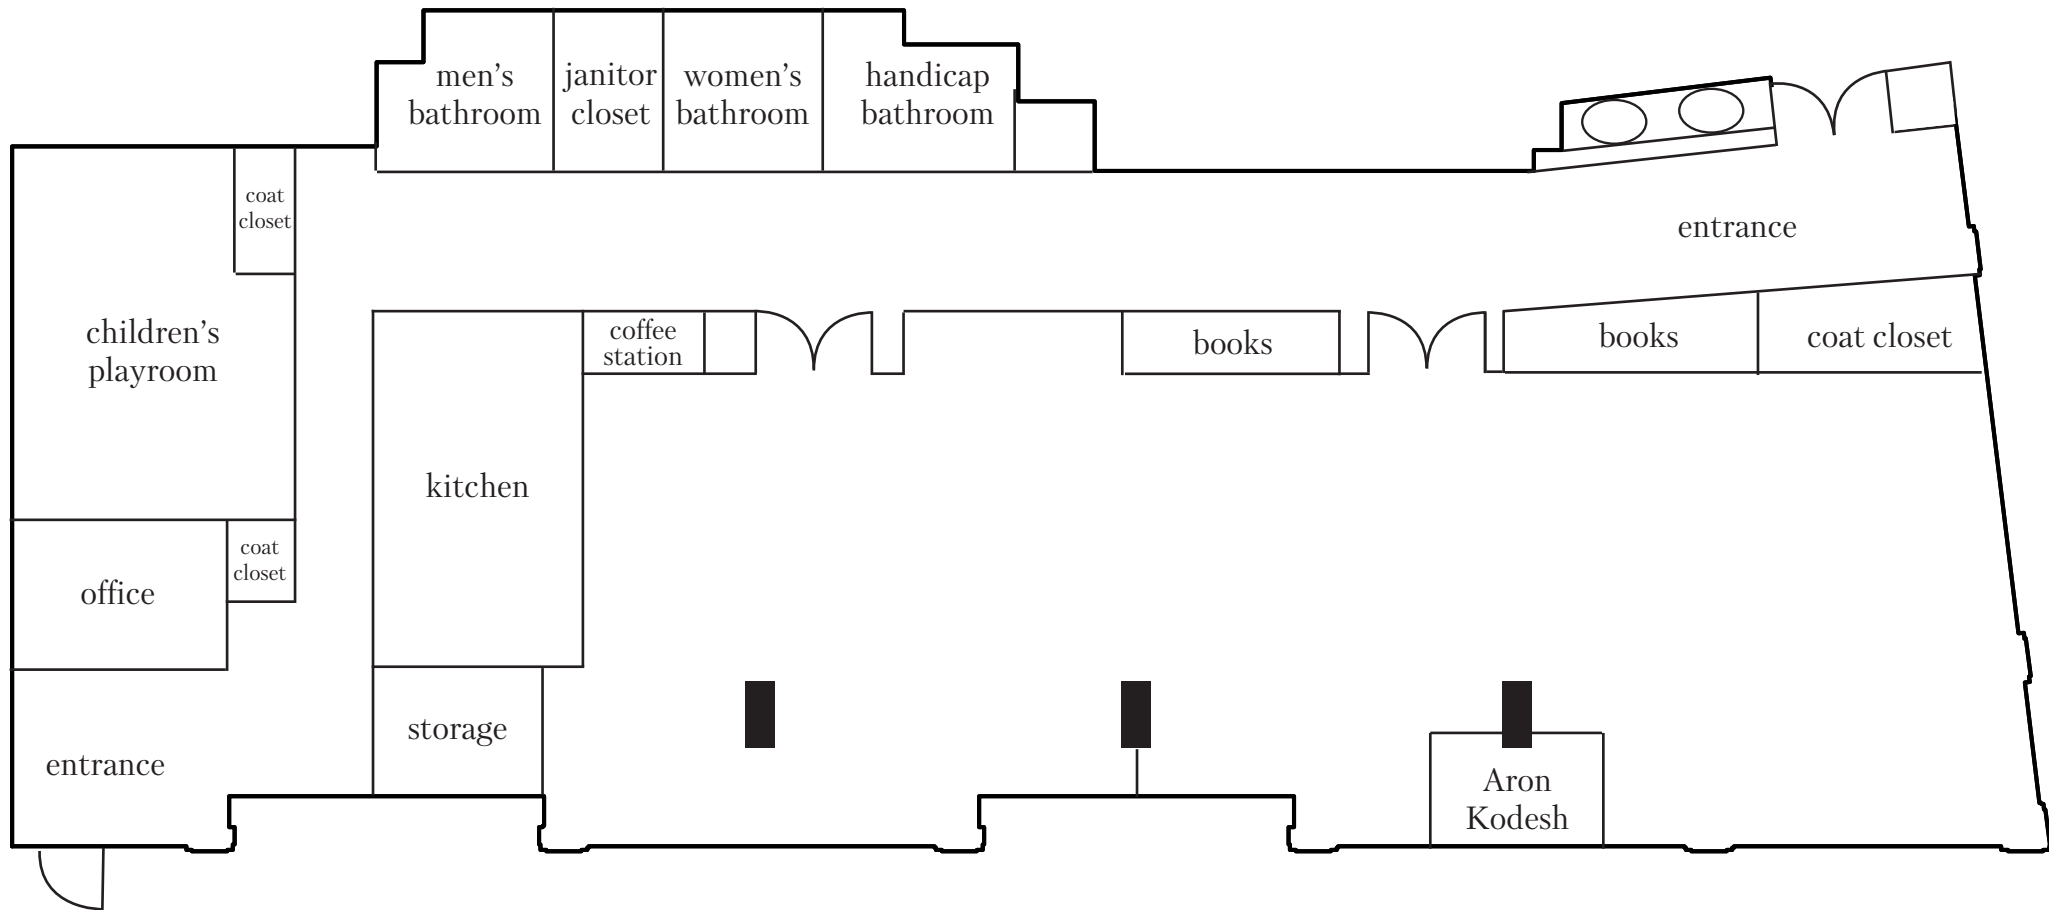 men's
bathroom
janitor
closet
women's
bathroom
handicap
bathroom
coat
closet
entrance
children's
playroom
coffee
station
books
books
coat closet
kitchen
coat
closet
office
storage
entrance
Aron
Kodesh